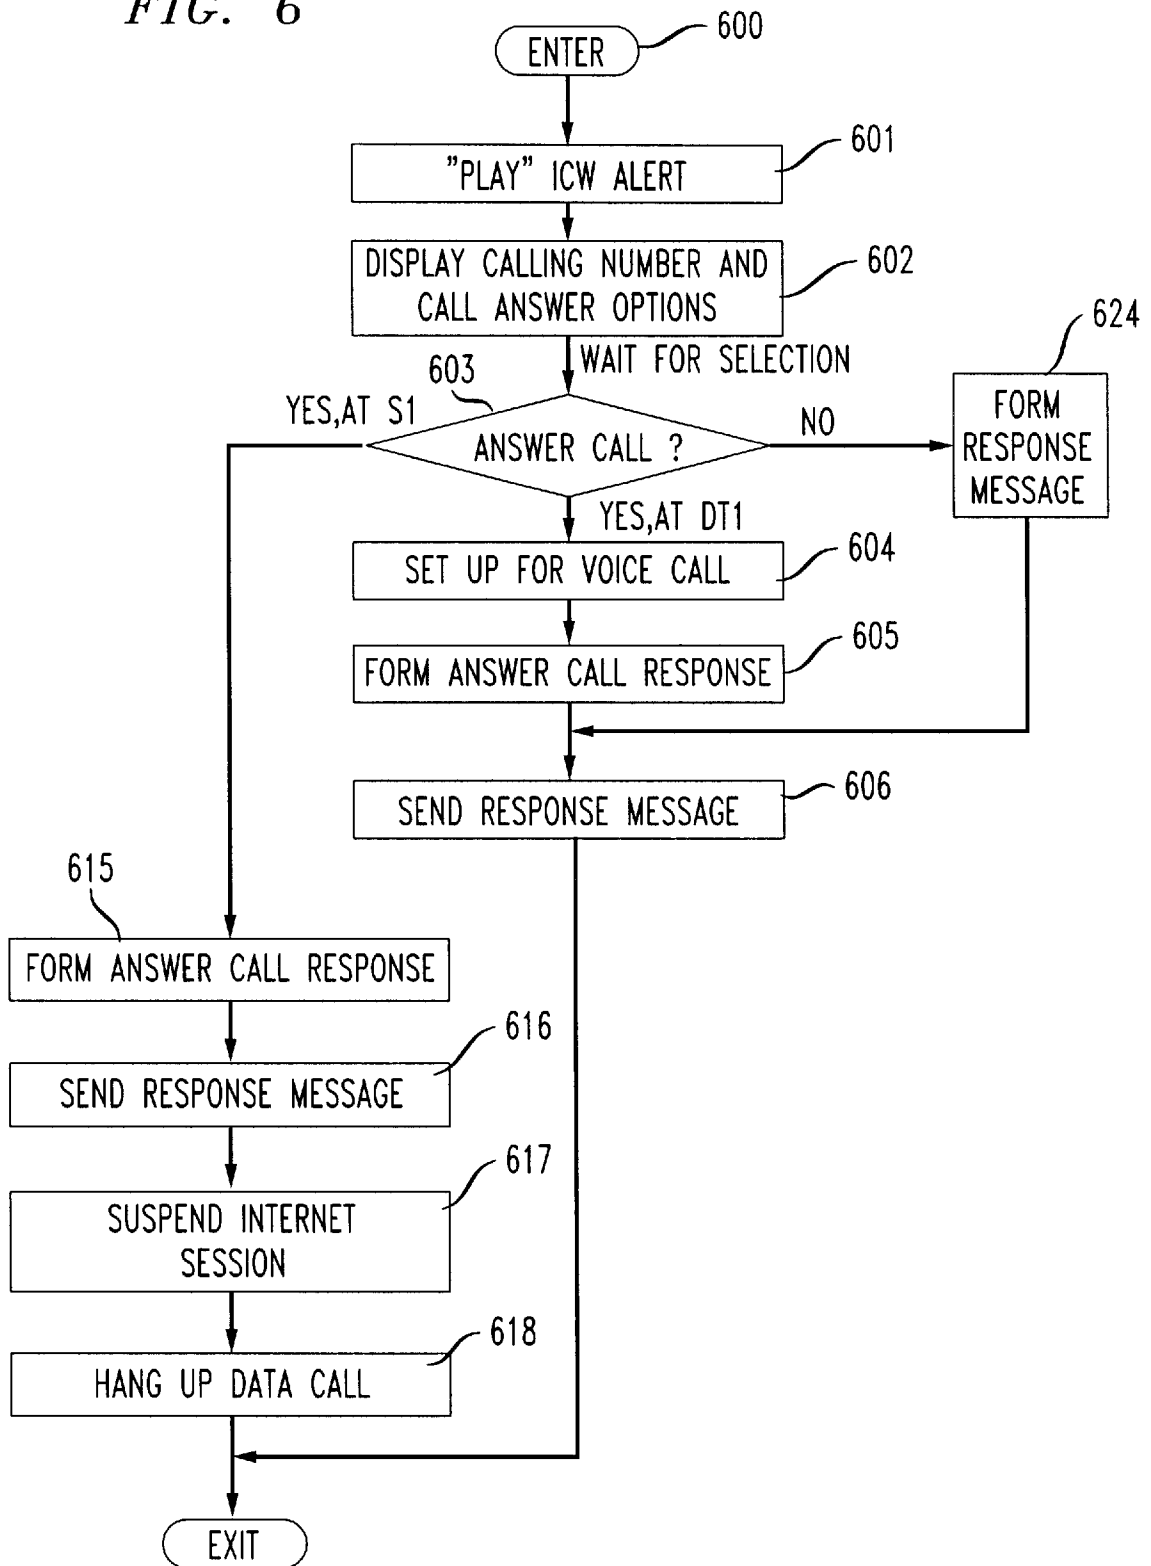 FIG. 6
ENTER
600
"PLAY" ICW ALERT
601
DISPLAY CALLING NUMBER AND
CALL ANSWER OPTIONS
602
WAIT FOR SELECTION
624
603
YES,AT S1
ANSWER CALL ?
NO
FORM
RESPONSE
MESSAGE
YES,AT DT1
SET UP FOR VOICE CALL
604
FORM ANSWER CALL RESPONSE
605
SEND RESPONSE MESSAGE
606
615
FORM ANSWER CALL RESPONSE
616
SEND RESPONSE MESSAGE
617
SUSPEND INTERNET
SESSION
618
HANG UP DATA CALL
EXIT